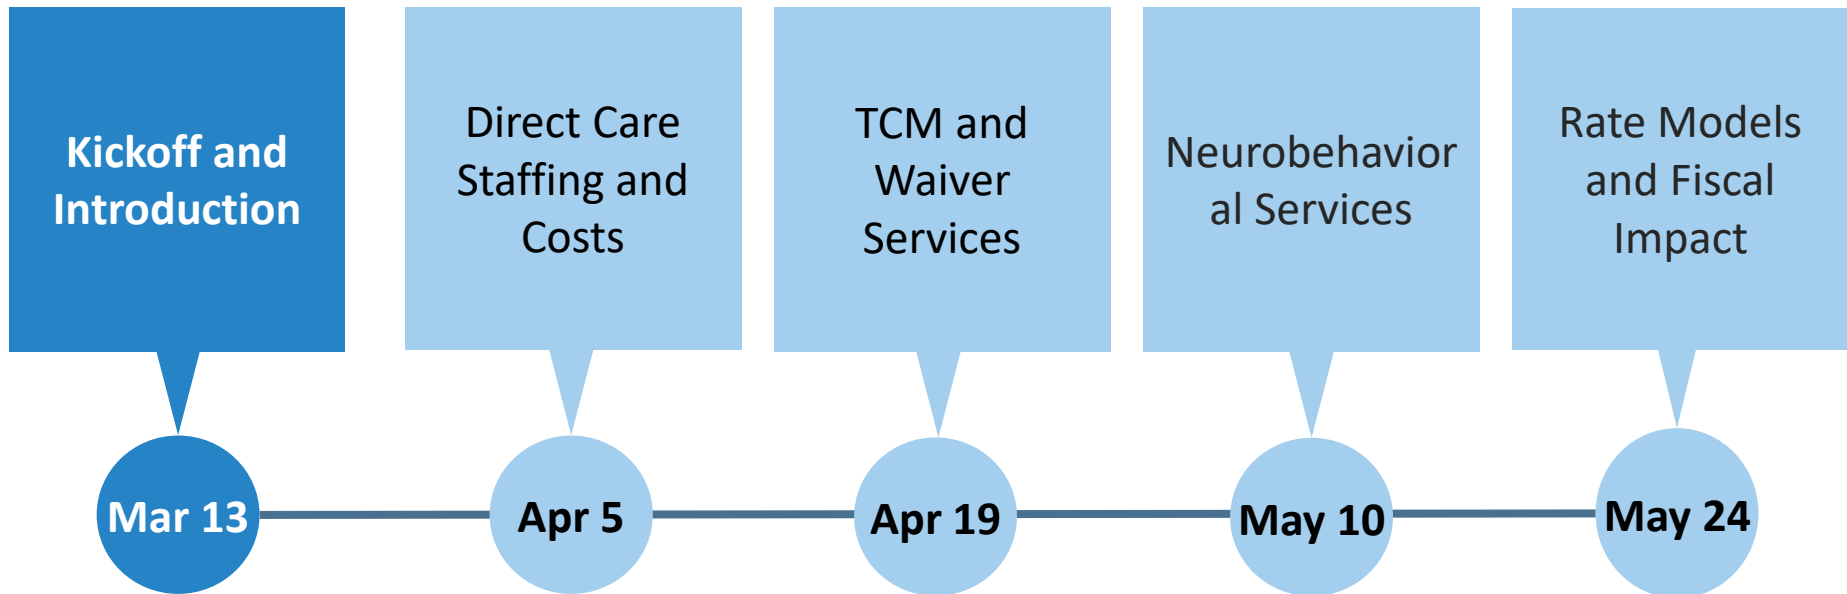 Kickoff and
Introduction
Direct Care
Staffing and
Costs
TCM and
Waiver
Services
Neurobehavior
al Services
Rate Models
and Fiscal
Impact
Mar 13
Apr 5
Apr 19
May 10
May 24